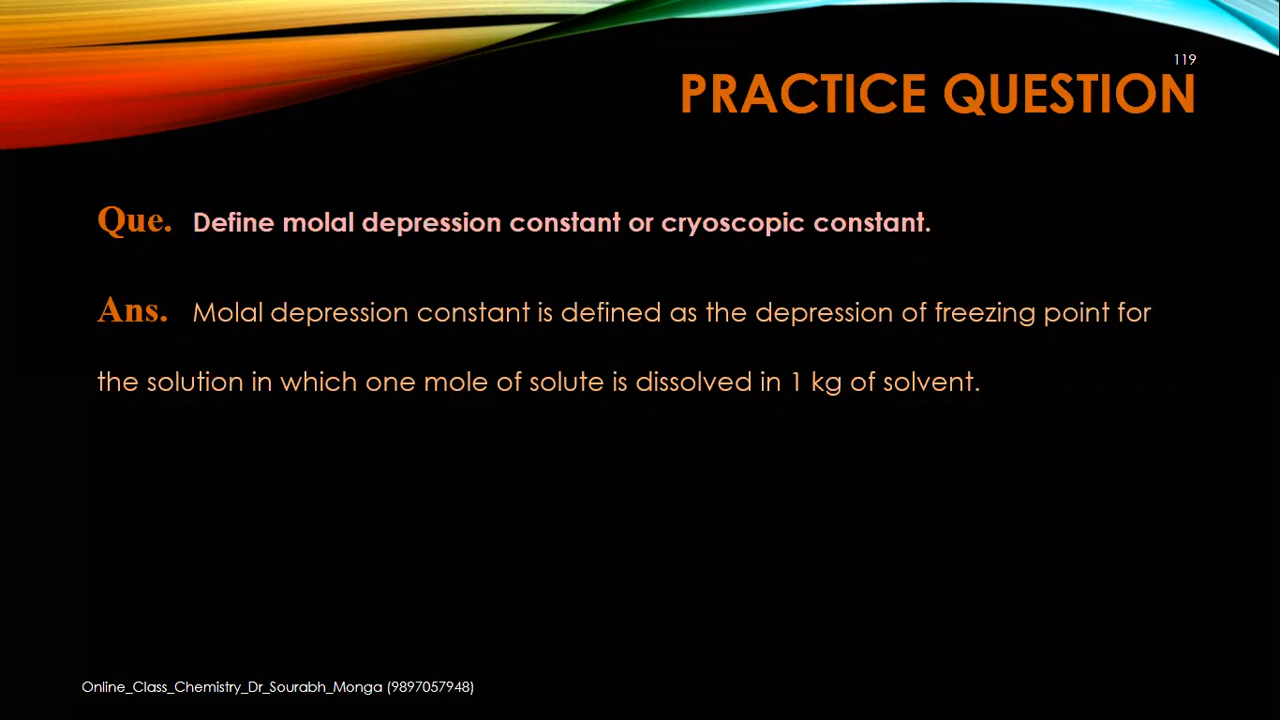 119
PRACTICE QUESTION
Que. Define molal depression constant or cryoscopic constant.
Ans. Molal depression constant is defined as the depression of freezing point for
the solution in which one mole of solute is dissolved in 1 kg of solvent.
Online_Class_Chemistry_Dr_Sourabh_Monga (9897057948)